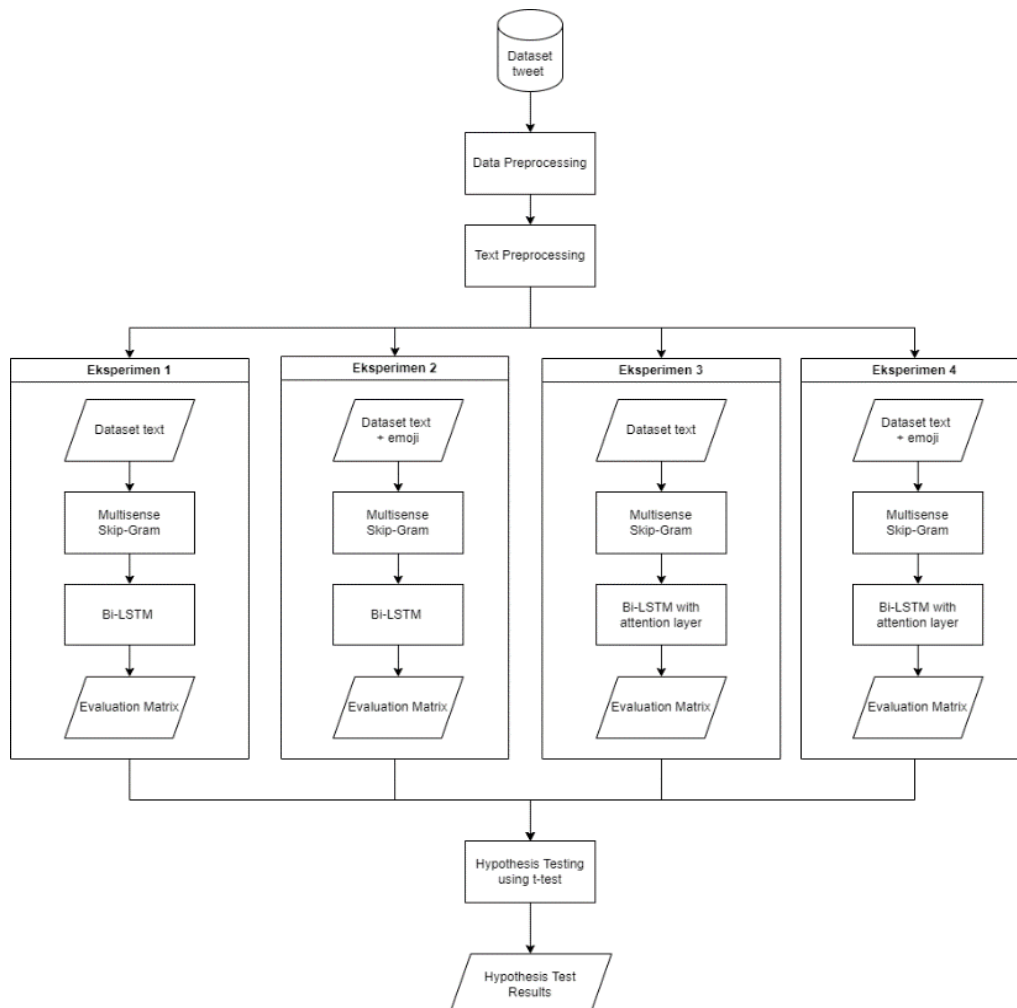 Dataset
tweet
Data Preprocessing
Text Preprocessing
Eksperimen 1
Dataset text
Multisense
Skip-Gram
Bi-LSTM
Evaluation Matrix
Eksperimen 2
Dataset text
+ emoji
Multisense
Skip-Gram
Bi-LSTM
Evaluation Matrix
Eksperimen 3
Dataset text
Multisense
Skip-Gram
Bi-LSTM with
attention layer
Evaluation Matrix
Eksperimen 4
Dataset text
+ emoji
Multisense
Skip-Gram
Bi-LSTM with
attention layer
Evaluation Matrix
Hypothesis Testing
using t-test
Hypothesis Test
Results